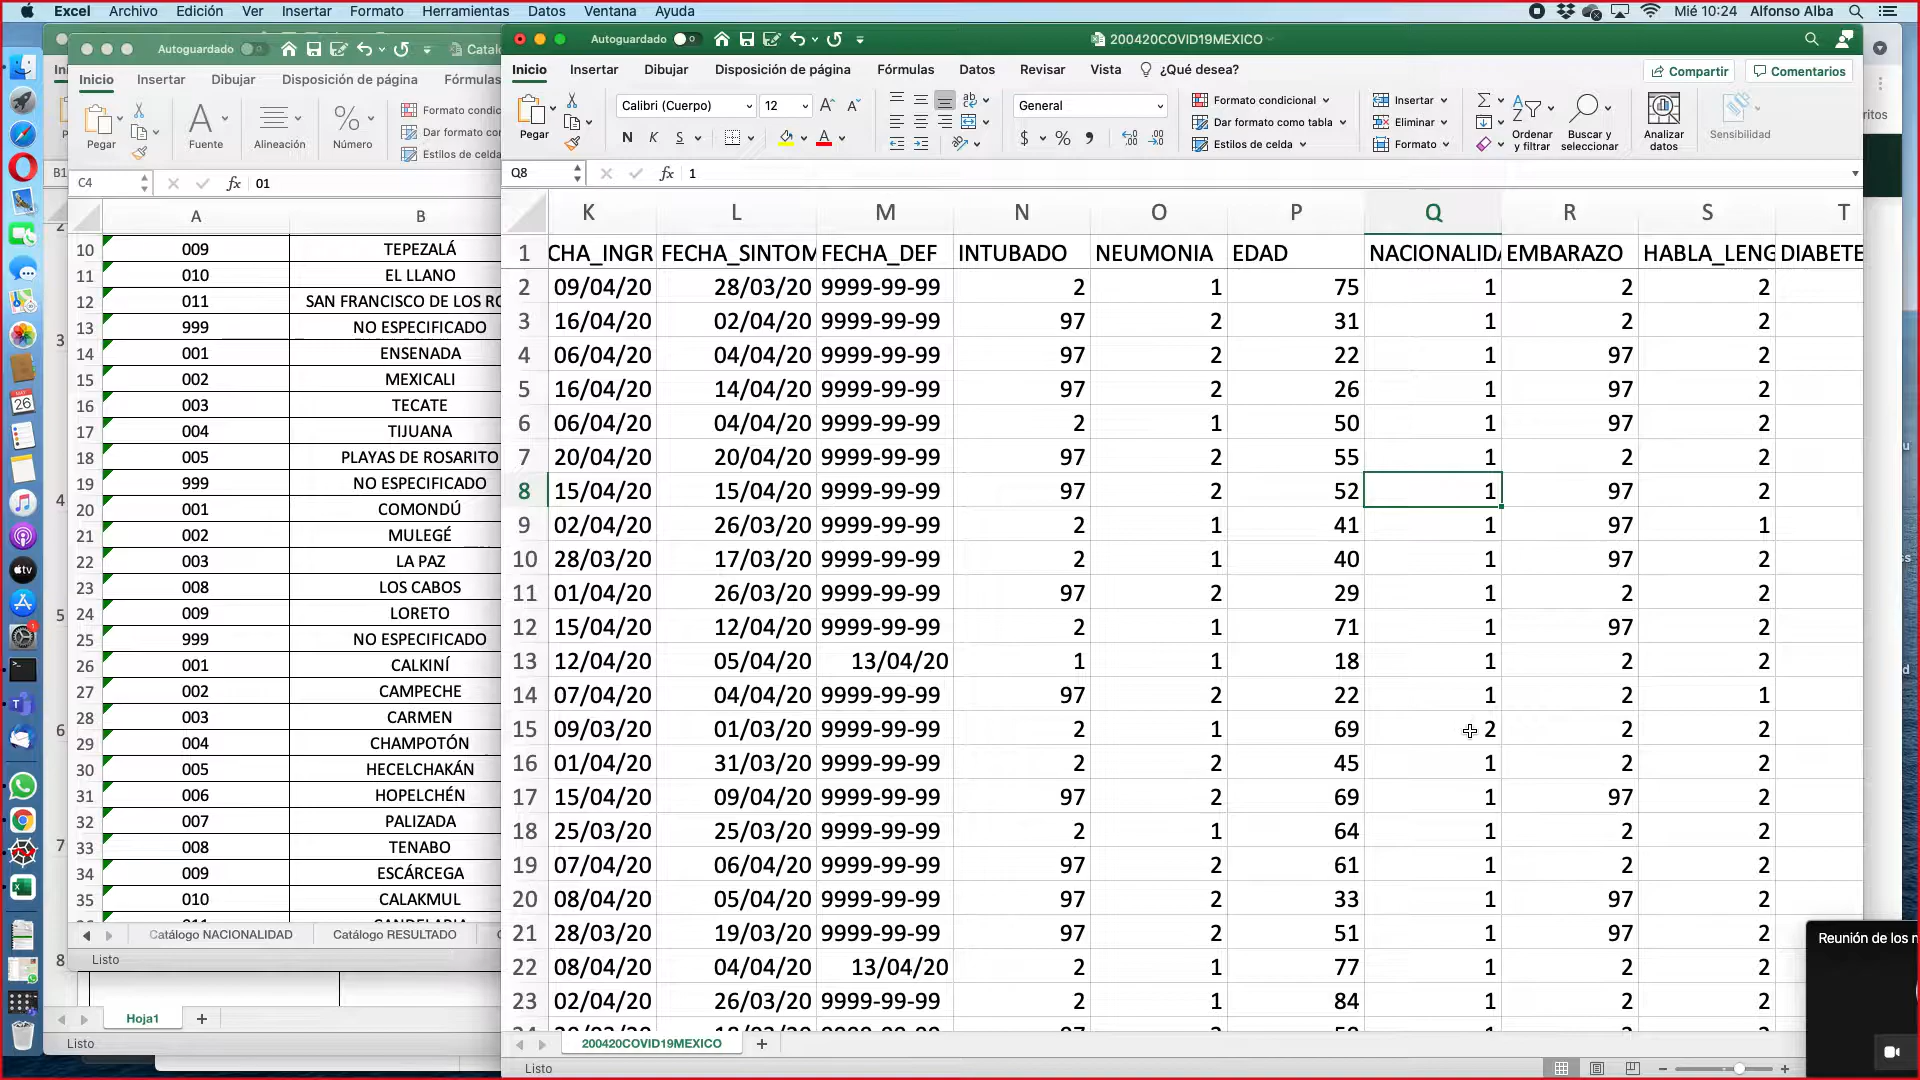 Excel Archivo Edición Ver Insertar Formato Herramientas Datos Ventana Ayuda Mié 10:24 Alfonso Alba
Autoguardado Catalo
Inicio Insertar Dibujar Disposición de página Fórmulas
Pegar Fuente Alineación Número
Formato condic
Dar formato cor
Estilos de celda
C4 fx 01
A B
10 009 TEPEZALÁ
11 010 EL LLANO
12 011 SAN FRANCISCO DE LOS RO
13 999 NO ESPECIFICADO
14 001 ENSENADA
15 002 MEXICALI
16 003 TECATE
17 004 TIJUANA
18 005 PLAYAS DE ROSARITO
19 999 NO ESPECIFICADO
20 001 COMONDÚ
21 002 MULEGÉ
22 003 LA PAZ
23 008 LOS CABOS
24 009 LORETO
25 999 NO ESPECIFICADO
26 001 CALKINÍ
27 002 CAMPECHE
28 003 CARMEN
29 004 CHAMPOTÓN
30 005 HECELCHAKÁN
31 006 HOPELCHÉN
32 007 PALIZADA
33 008 TENABO
34 009 ESCÁRCEGA
35 010 CALAKMUL
Catálogo NACIONALIDAD Catálogo RESULTADO
Listo
Hoja1 +
Listo
Autoguardado 200420COVID19MEXICO
Inicio Insertar Dibujar Disposición de página Fórmulas Datos Revisar Vista ¿Qué desea? Compartir Comentarios
Pegar
Calibri (Cuerpo) 12
General
Formato condicional
Dar formato como tabla
Estilos de celda
Insertar
Eliminar
Formato
Ordenar y filtrar
Buscar y seleccionar
Analizar datos
Sensibilidad
Q8 fx 1
K L M N O P Q R S T
1 CHA_INGR FECHA_SINTOM FECHA_DEF INTUBADO NEUMONIA EDAD NACIONALIDA EMBARAZO HABLA_LENG DIABETE
2 09/04/20 28/03/20 9999-99-99 2 1 75 1 2 2
3 16/04/20 02/04/20 9999-99-99 97 2 31 1 2 2
4 06/04/20 04/04/20 9999-99-99 97 2 22 1 97 2
5 16/04/20 14/04/20 9999-99-99 97 2 26 1 97 2
6 06/04/20 04/04/20 9999-99-99 2 1 50 1 97 2
7 20/04/20 20/04/20 9999-99-99 97 2 55 1 2 2
8 15/04/20 15/04/20 9999-99-99 97 2 52 1 97 2
9 02/04/20 26/03/20 9999-99-99 2 1 41 1 97 1
10 28/03/20 17/03/20 9999-99-99 2 1 40 1 97 2
11 01/04/20 26/03/20 9999-99-99 97 2 29 1 2 2
12 15/04/20 12/04/20 9999-99-99 2 1 71 1 97 2
13 12/04/20 05/04/20 13/04/20 1 1 18 1 2 2
14 07/04/20 04/04/20 9999-99-99 97 2 22 1 2 1
15 09/03/20 01/03/20 9999-99-99 2 1 69 2 2 2
16 01/04/20 31/03/20 9999-99-99 2 2 45 1 2 2
17 15/04/20 09/04/20 9999-99-99 97 2 69 1 97 2
18 25/03/20 25/03/20 9999-99-99 2 1 64 1 2 2
19 07/04/20 06/04/20 9999-99-99 97 2 61 1 2 2
20 08/04/20 05/04/20 9999-99-99 97 2 33 1 97 2
21 28/03/20 19/03/20 9999-99-99 97 2 51 1 97 2
22 08/04/20 04/04/20 13/04/20 2 1 77 1 2 2
23 02/04/20 26/03/20 9999-99-99 2 1 84 1 2 2
200420COVID19MEXICO +
Listo
Reunión de los n